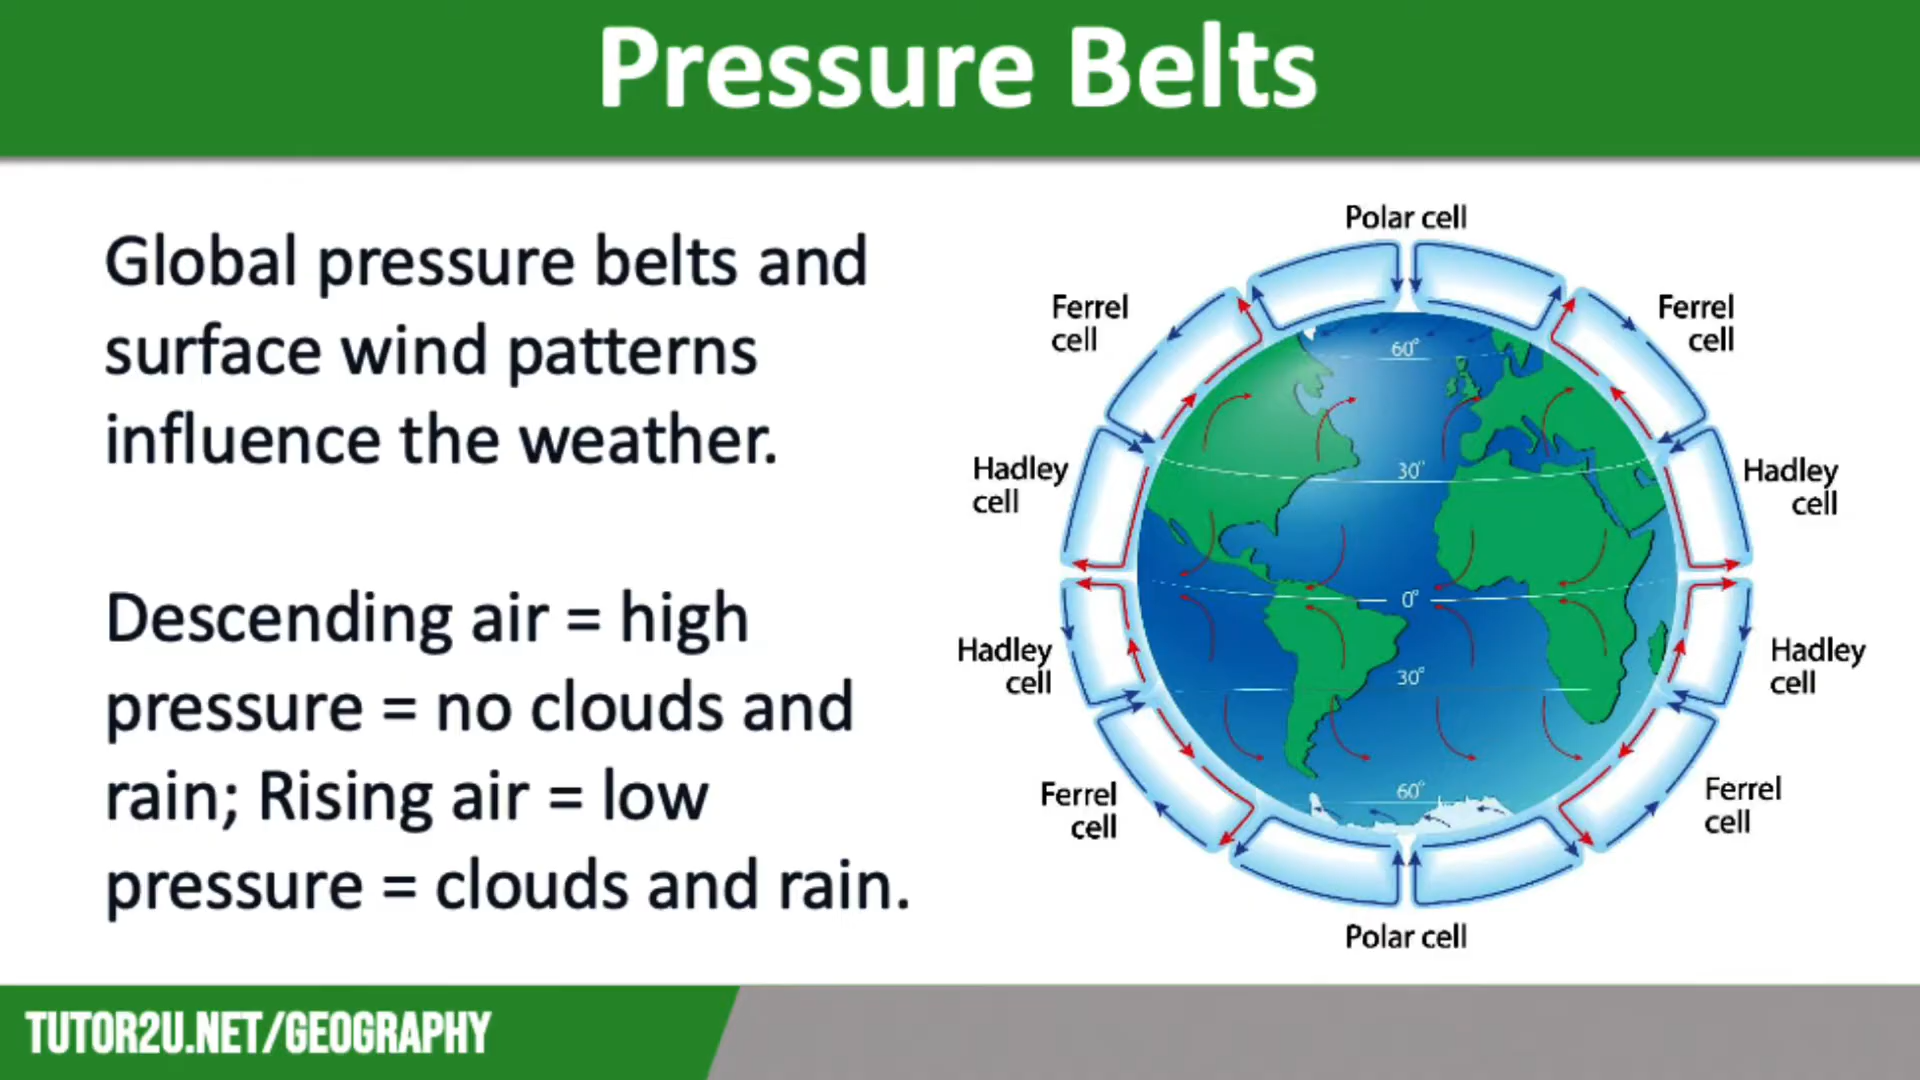 Pressure Belts
Global pressure belts and
surface wind patterns
influence the weather.
Descending air = high
pressure = no clouds and
rain; Rising air = low
pressure = clouds and rain.
Polar cell
Ferrel
cell
Ferrel
cell
Hadley
cell
Hadley
cell
Hadley
cell
Hadley
cell
Ferrel
cell
Ferrel
cell
Polar cell
60°
30°
0°
30°
60°
TUTOR2U.NET/GEOGRAPHY